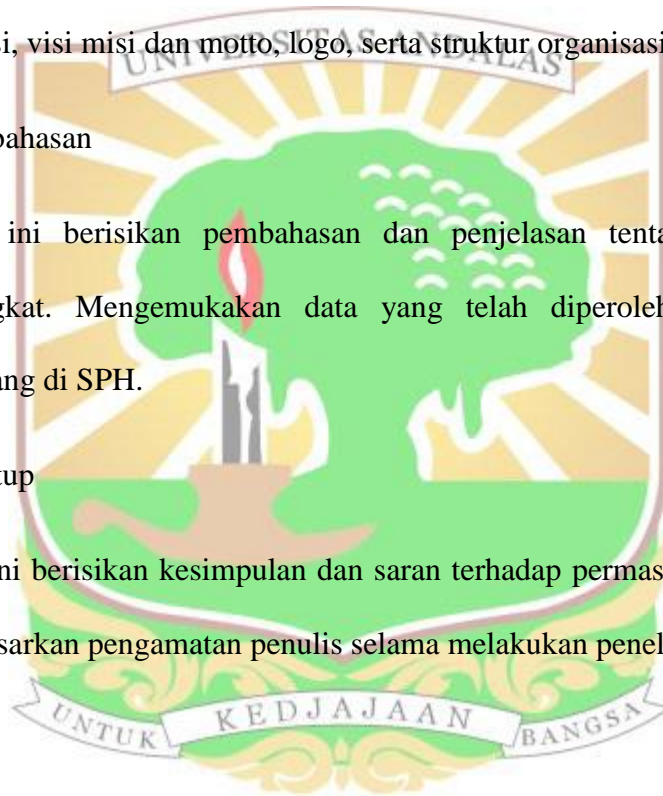 UNIVERSITAS ANDALAS
si, visi misi dan motto, logo, serta struktur organisasi
bahasan
ini berisikan pembahasan dan penjelasan tenta
gkat. Mengemukakan data yang telah diperoleh
ang di SPH.
tup
ni berisikan kesimpulan dan saran terhadap permas
sarkan pengamatan penulis selama melakukan penel
UNTUK KEDJAJAAN BANGSA